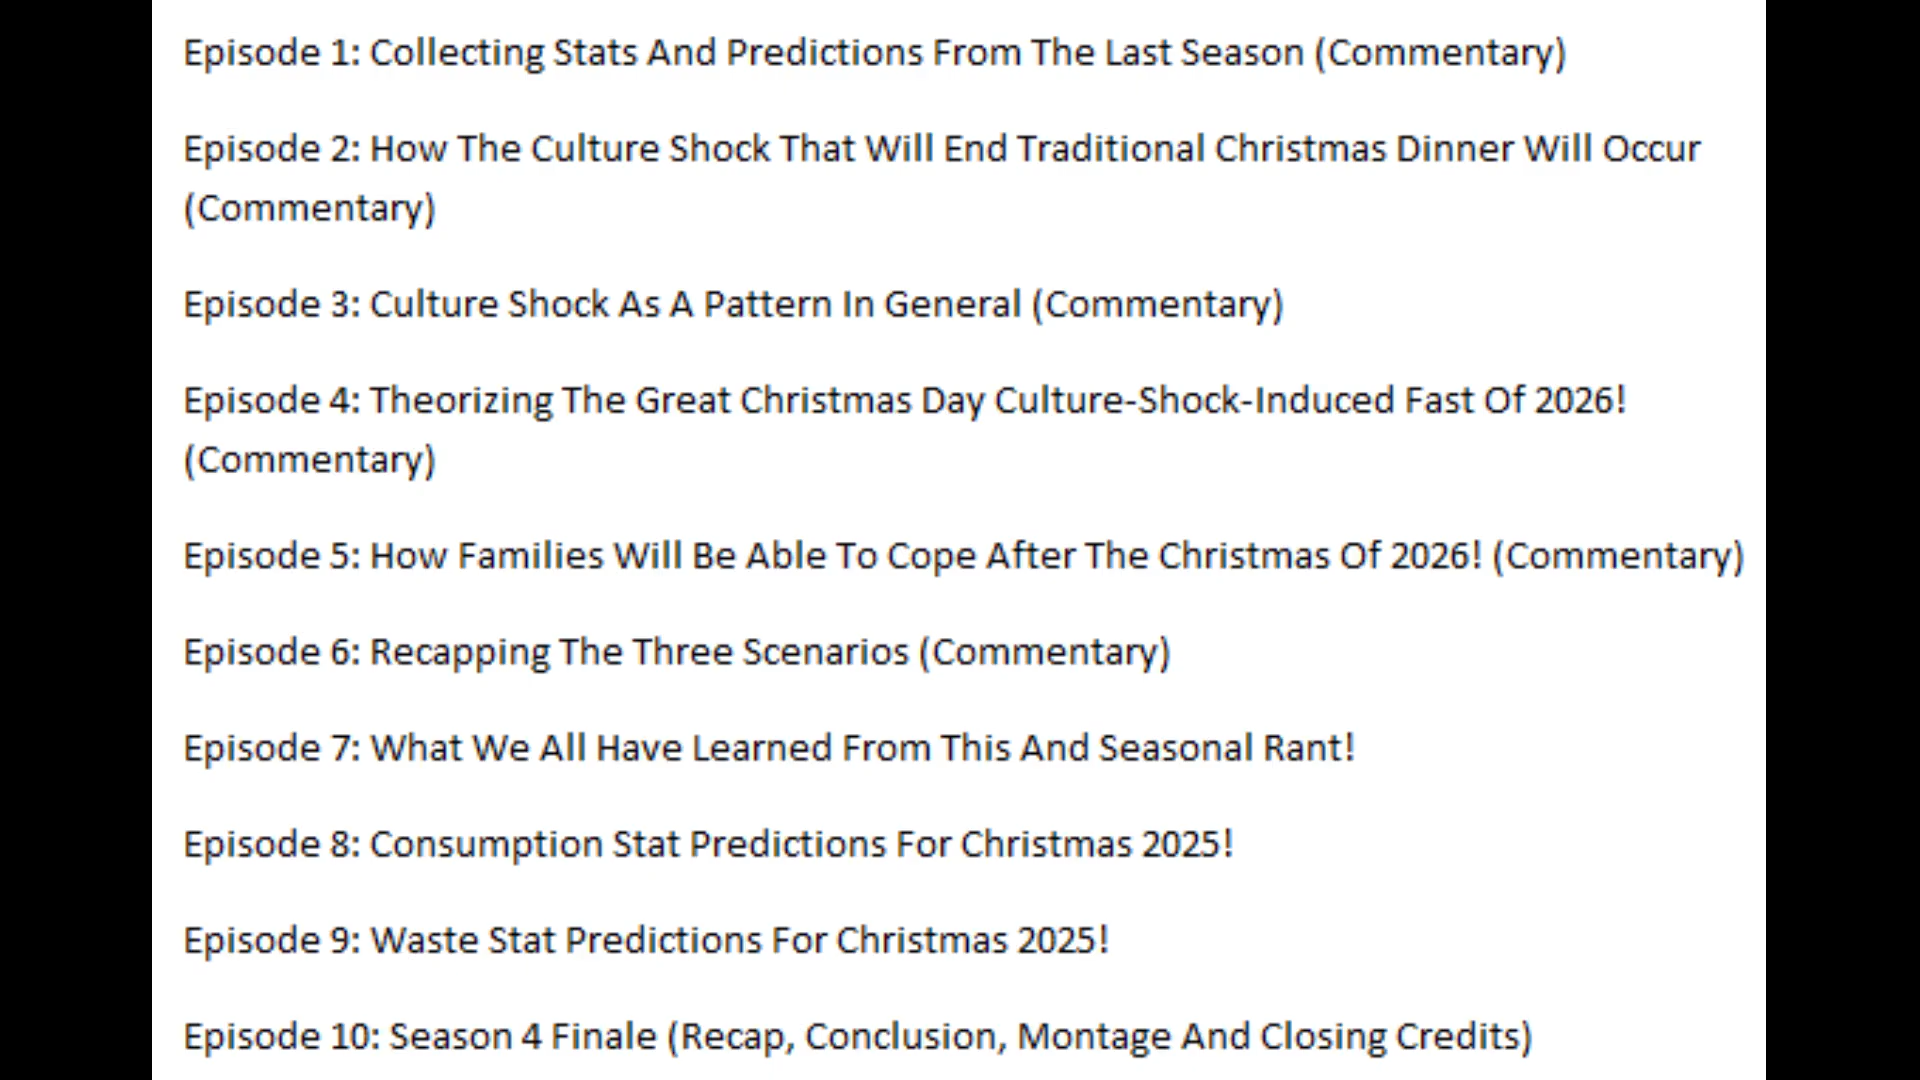 Episode 1: Collecting Stats And Predictions From The Last Season (Commentary)
Episode 2: How The Culture Shock That Will End Traditional Christmas Dinner Will Occur
(Commentary)
Episode 3: Culture Shock As A Pattern In General (Commentary)
Episode 4: Theorizing The Great Christmas Day Culture-Shock-Induced Fast Of 2026!
(Commentary)
Episode 5: How Families Will Be Able To Cope After The Christmas Of 2026! (Commentary)
Episode 6: Recapping The Three Scenarios (Commentary)
Episode 7: What We All Have Learned From This And Seasonal Rant!
Episode 8: Consumption Stat Predictions For Christmas 2025!
Episode 9: Waste Stat Predictions For Christmas 2025!
Episode 10: Season 4 Finale (Recap, Conclusion, Montage And Closing Credits)